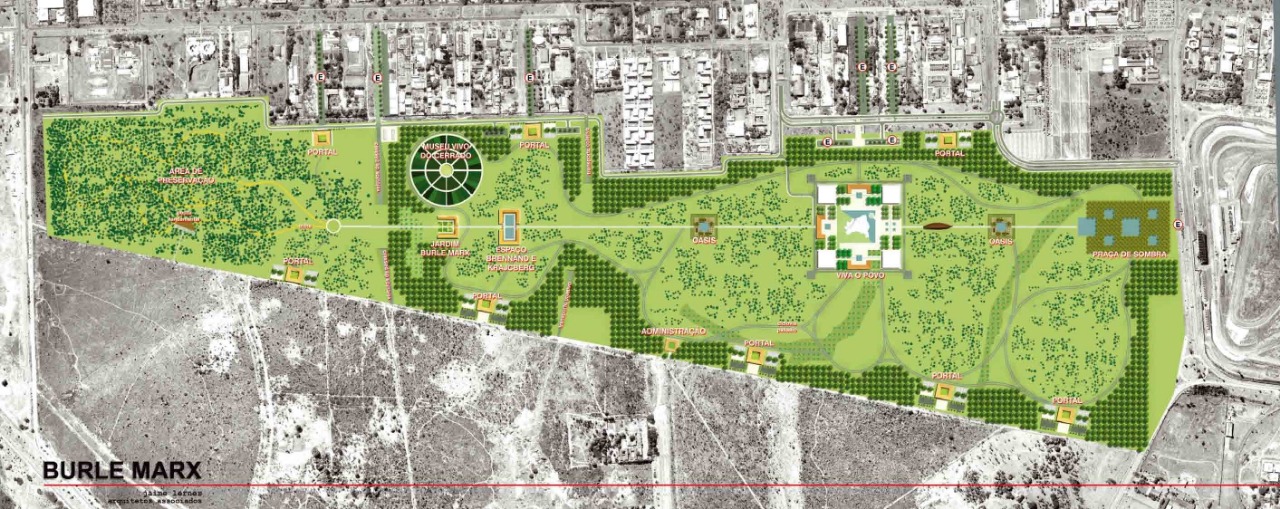 E
E
E
E
E
PORTAL
MUSEU VIVO
DO CERRADO
PORTAL
E
E
PORTAL
ÁREA DE
PRESERVAÇÃO
E
OASIS
OASIS
JARDIM
BURLE MARX
ESPAÇO
BRENNAND E
KRAJCBERG
PRAÇA DE SOMBRA
PORTAL
VIVA O POVO
PORTAL
ADMINISTRAÇÃO
PORTAL
PORTAL
PORTAL
BURLE MARX
jaime lerner
arquitetos associados